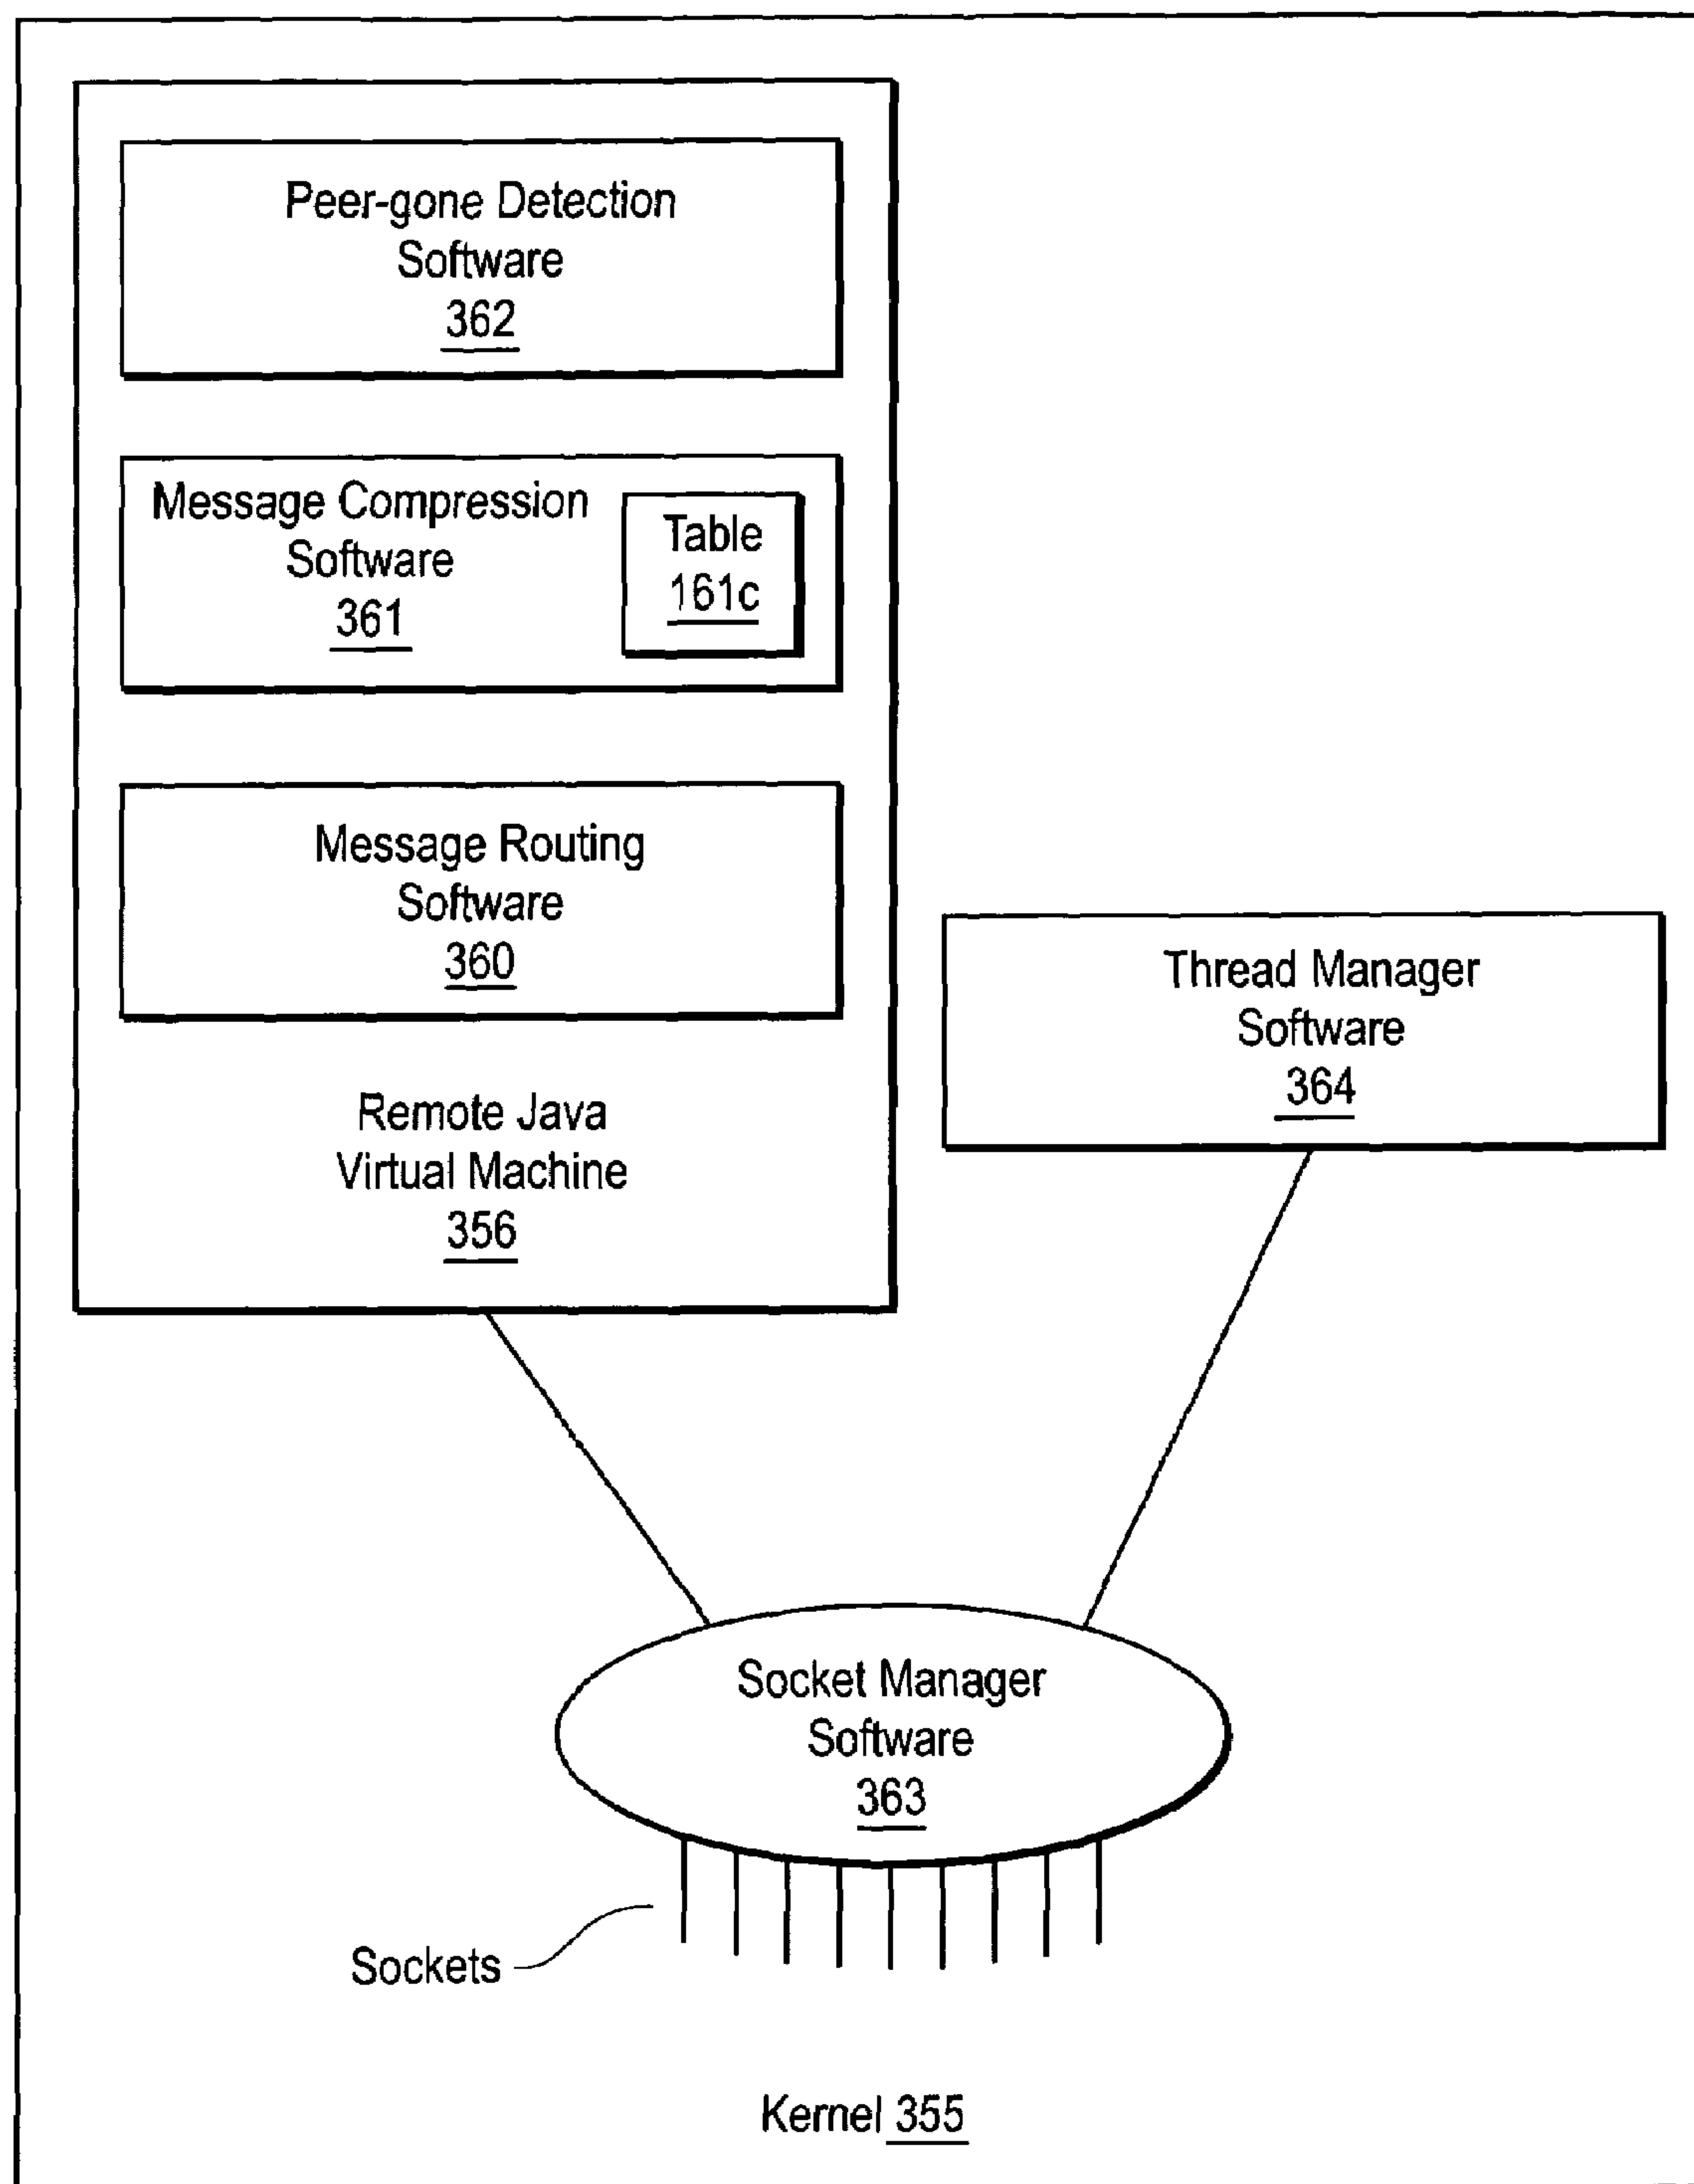 Peer-gone Detection
Software
362
Message Compression
Software
361
Table
161c
Message Routing
Software
360
Remote Java
Virtual Machine
356
Thread Manager
Software
364
Socket Manager
Software
363
Sockets
Kernel 355